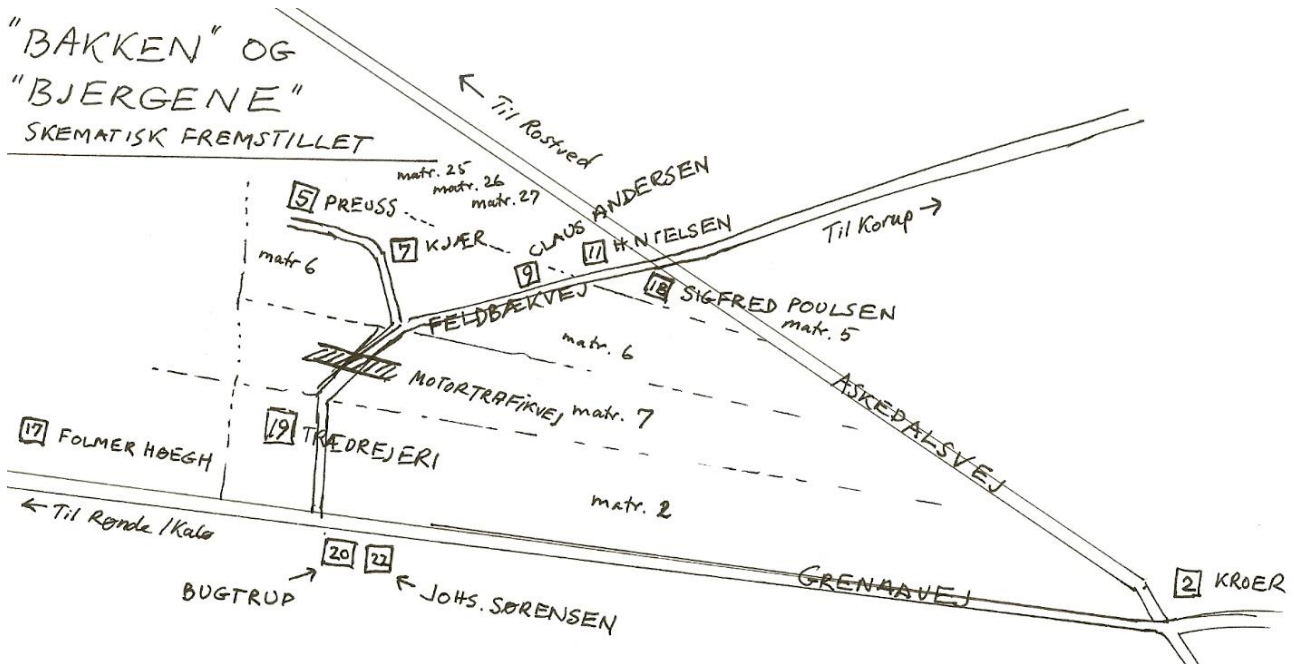 "BAKKEN" OG
"BJERGENE"
SKEMATISK FREMSTILLET
← Til Rostved
matr. 25
matr. 26
matr. 27
5 PREUSS
7 KJÆR
9 CLAUS ANDERSEN
11 H. NIELSEN
Til Korup →
matr 6
18 SIGFRED POULSEN
matr. 5
FELDBÆKVEJ
matr. 6
MOTORTRAFIKVEJ
matr. 7
ASKEDALSVEJ
17 FOLMER HØEGH
19 TRÆDREJERI
matr. 2
← Til Rønde / Kalø
20
22
BUGTRUP
JOHS. SØRENSEN
GRENAAVEJ
2 KROER